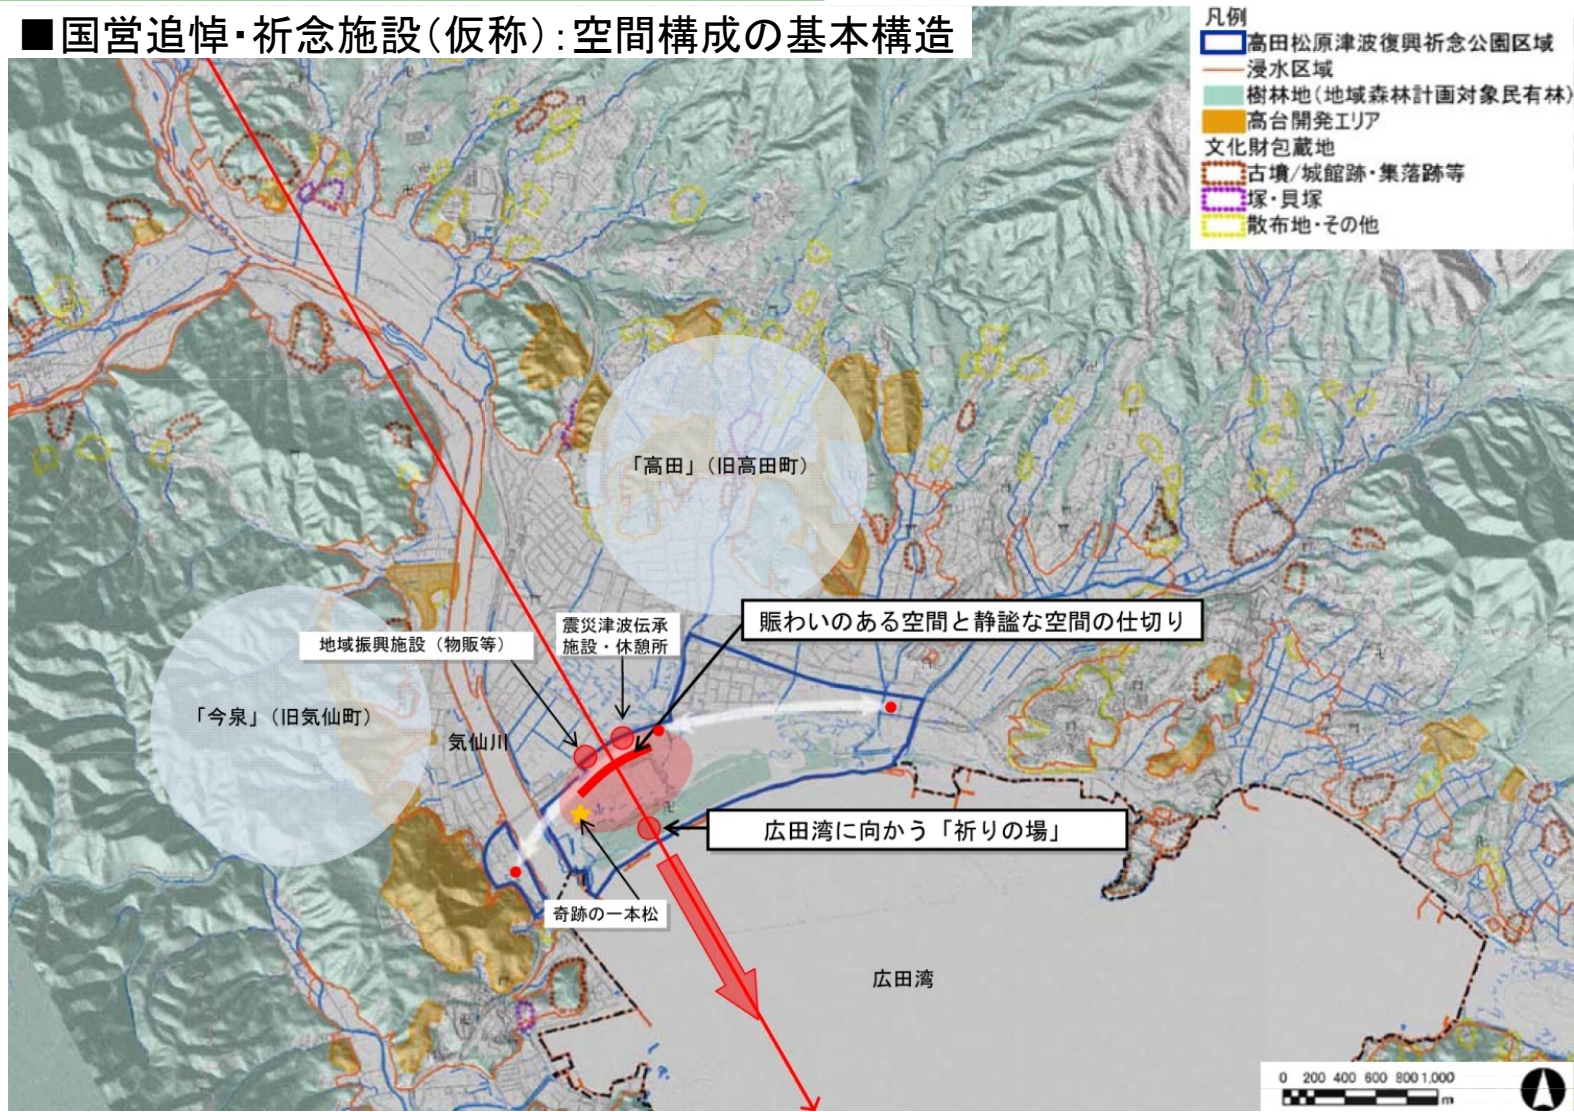 ■国営追悼・祈念施設(仮称):空間構成の基本構造
凡例
高田松原津波復興祈念公園区域
浸水区域
樹林地(地域森林計画対象民有林)
高台開発エリア
文化財包蔵地
古墳/城館跡・集落跡等
塚・貝塚
散布地・その他
「高田」(旧高田町)
賑わいのある空間と静謐な空間の仕切り
震災津波伝承
施設・休憩所
地域振興施設(物販等)
「今泉」(旧気仙町)
気仙川
広田湾に向かう「祈りの場」
奇跡の一本松
広田湾
0 200 400 600 800 1,000
m